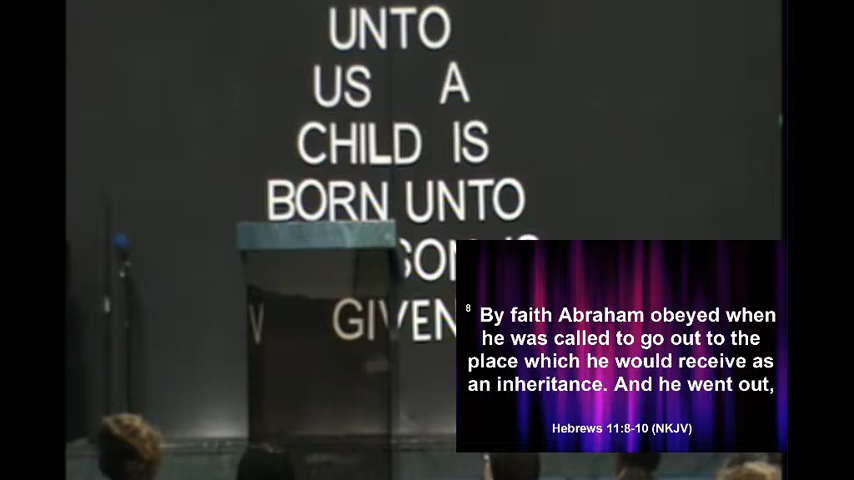 UNTO
US A
CHILD IS
BORN UNTO
SON
GIVEN
8 By faith Abraham obeyed when
he was called to go out to the
place which he would receive as
an inheritance. And he went out,
Hebrews 11:8-10 (NKJV)